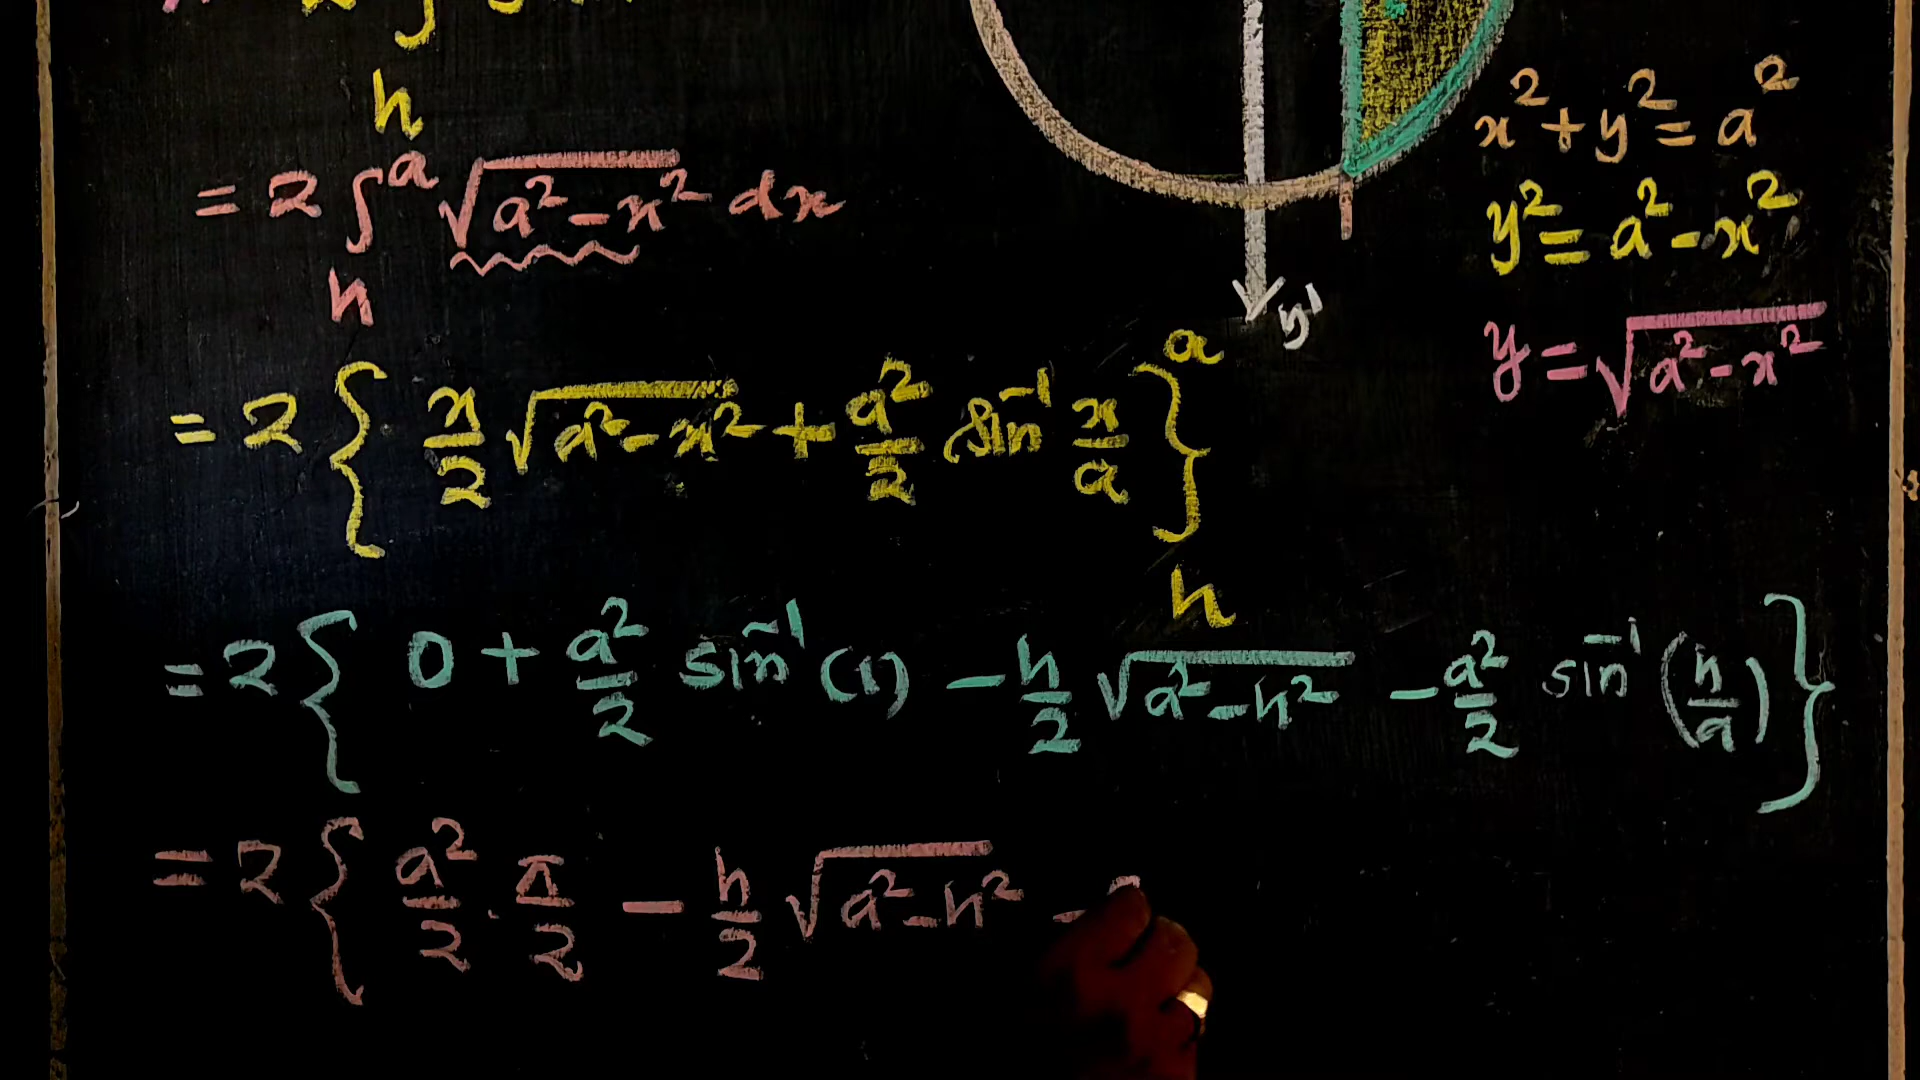 h
= 2 ∫ₕᵃ √(a² - x²) dx
x² + y² = a²
y² = a² - x²
y = √(a² - x²)
y'
= 2 { x/2 √(a² - x²) + a²/2 sin⁻¹ x/a }ₕᵃ
= 2 { 0 + a²/2 sin⁻¹ (1) - h/2 √(a² - h²) - a²/2 sin⁻¹ (h/a) }
= 2 { a²/2 . π/2 - h/2 √(a² - h²) -